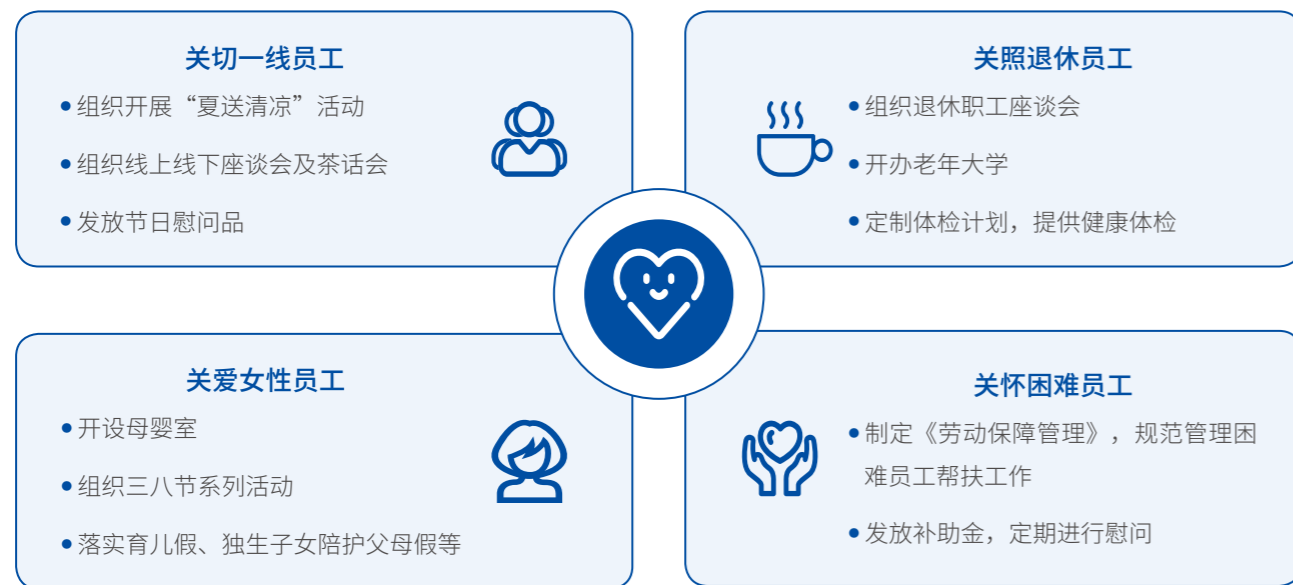 关切一线员工
•组织开展“夏送清凉”活动
•组织线上线下座谈会及茶话会
•发放节日慰问品
关照退休员工
•组织退休职工座谈会
•开办老年大学
•定制体检计划，提供健康体检
关爱女性员工
•开设母婴室
•组织三八节系列活动
•落实育儿假、独生子女陪护父母假等
关怀困难员工
•制定《劳动保障管理》，规范管理困
难员工帮扶工作
•发放补助金，定期进行慰问